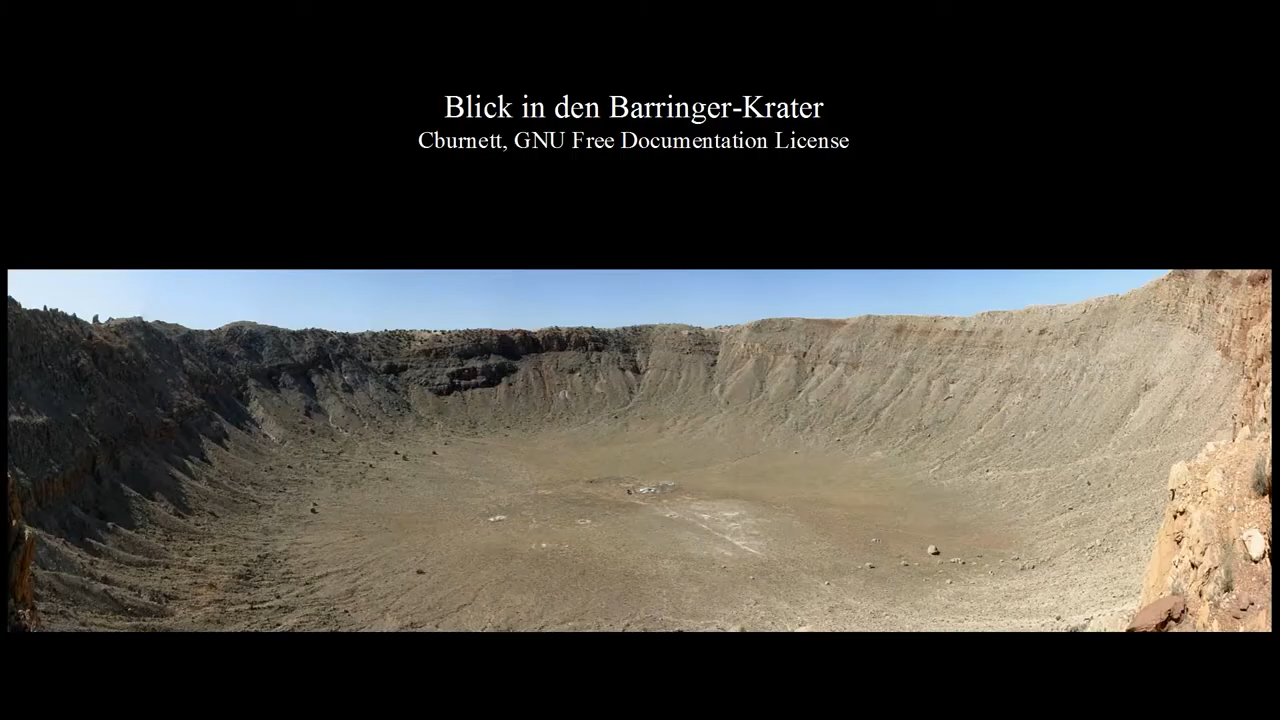 Blick in den Barringer-Krater
Cburnett, GNU Free Documentation License